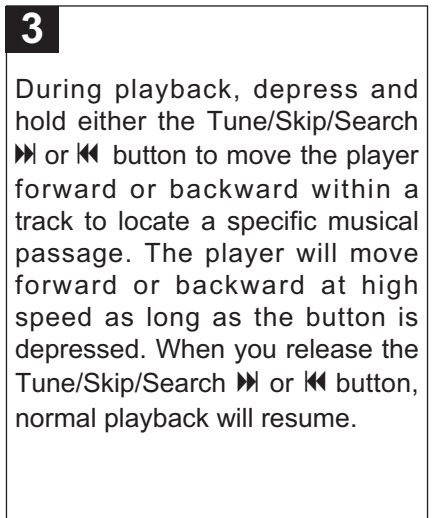 3
During playback, depress and
hold either the Tune/Skip/Search
⏭ or ⏮ button to move the player
forward or backward within a
track to locate a specific musical
passage. The player will move
forward or backward at high
speed as long as the button is
depressed. When you release the
Tune/Skip/Search ⏭ or ⏮ button,
normal playback will resume.